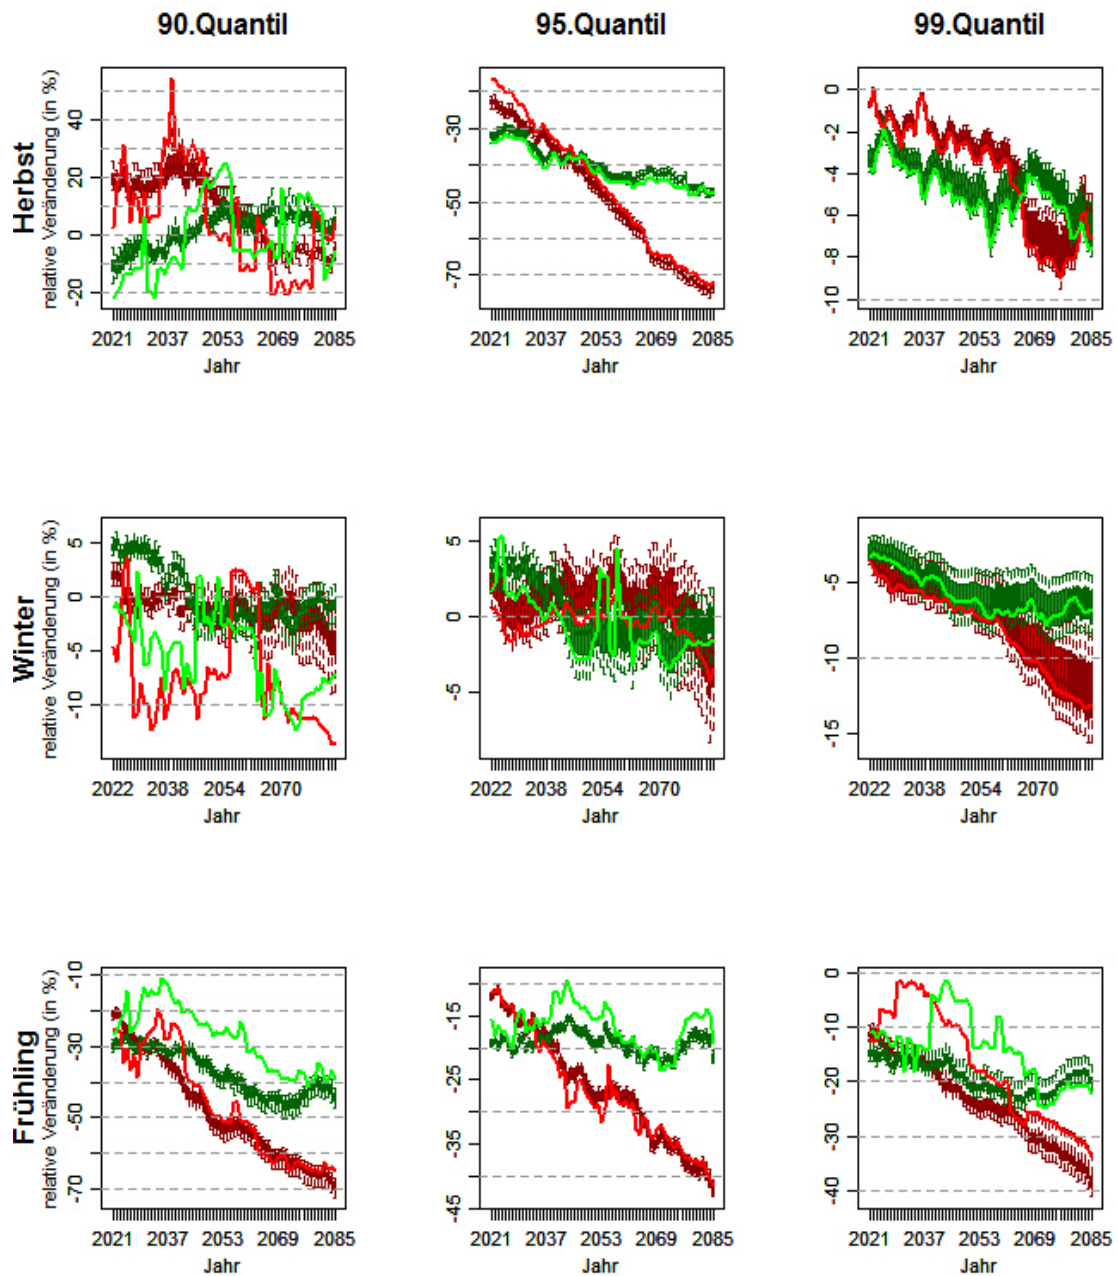 90.Quantil 95.Quantil 99.Quantil
Herbst
relative Veränderung (in %)
40
20
0
-20
2021 2037 2053 2069 2085
Jahr
-30
-50
-70
2021 2037 2053 2069 2085
Jahr
0
-2
-4
-6
-8
-10
2021 2037 2053 2069 2085
Jahr
Winter
relative Veränderung (in %)
5
0
-5
-10
2022 2038 2054 2070
Jahr
5
0
-5
2022 2038 2054 2070
Jahr
-5
-10
-15
2022 2038 2054 2070
Jahr
Frühling
relative Veränderung (in %)
-10
-30
-50
-70
2021 2037 2053 2069 2085
Jahr
-15
-25
-35
-45
2021 2037 2053 2069 2085
Jahr
0
-10
-20
-30
-40
2021 2037 2053 2069 2085
Jahr